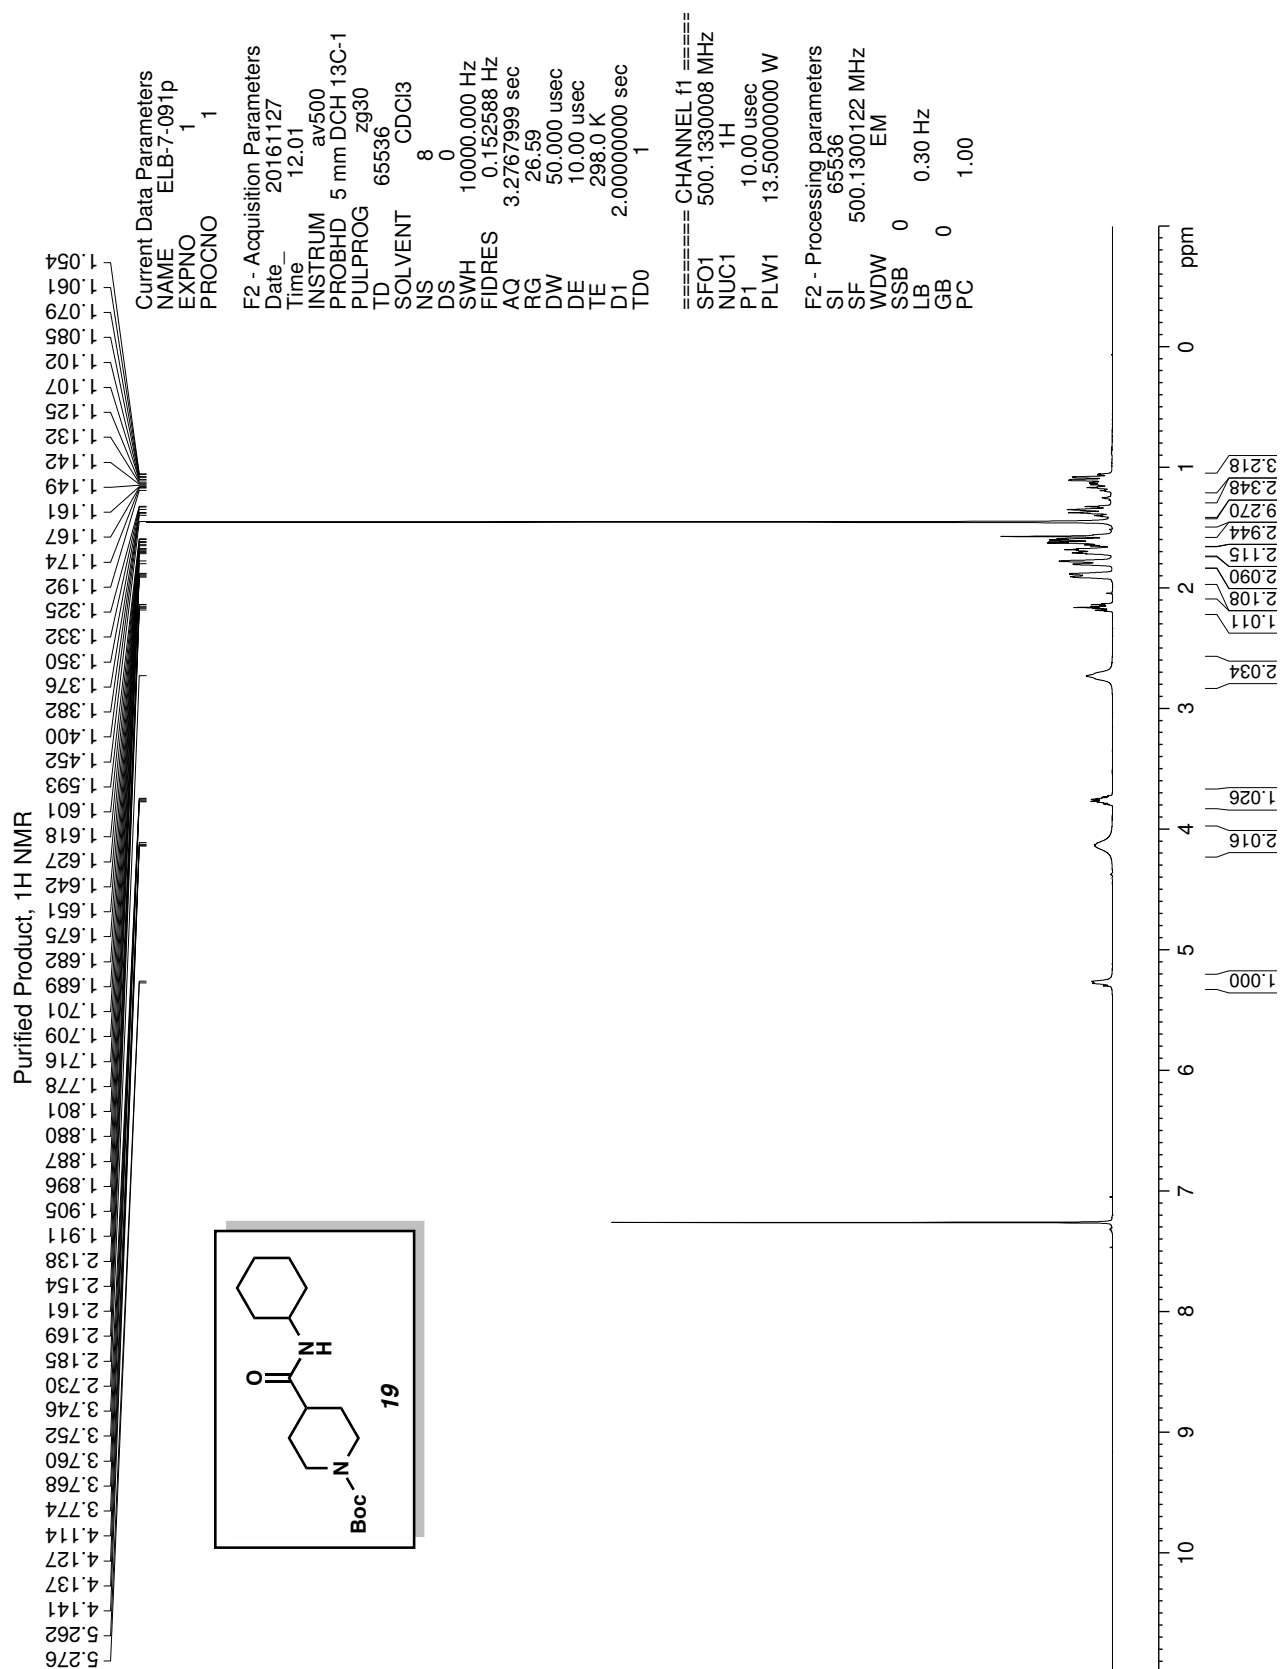 Purified Product, 1H NMR
5.276
5.262
4.141
4.137
4.127
4.114
3.774
3.768
3.760
3.752
3.746
2.730
2.185
2.169
2.161
2.154
2.138
1.911
1.905
1.896
1.887
1.880
1.801
1.778
1.716
1.709
1.701
1.689
1.682
1.675
1.651
1.642
1.627
1.618
1.601
1.593
1.452
1.400
1.382
1.376
1.350
1.332
1.325
1.192
1.174
1.167
1.161
1.149
1.142
1.132
1.125
1.107
1.102
1.085
1.079
1.061
1.054
Current Data Parameters
NAME ELB-7-091p
EXPNO 1
PROCNO 1
F2 - Acquisition Parameters
Date_ 20161127
Time 12.01
INSTRUM av500
PROBHD 5 mm DCH 13C-1
PULPROG zg30
TD 65536
SOLVENT CDCl3
NS 8
DS 0
SWH 10000.000 Hz
FIDRES 0.152588 Hz
AQ 3.2767999 sec
RG 26.59
DW 50.000 usec
DE 10.00 usec
TE 298.0 K
D1 2.00000000 sec
TD0 1
======== CHANNEL f1 ========
SFO1 500.1330008 MHz
NUC1 1H
P1 10.00 usec
PLW1 13.50000000 W
F2 - Processing parameters
SI 65536
SF 500.1300122 MHz
WDW EM
SSB 0
LB 0.30 Hz
GB 0
PC 1.00
O
N
H
N
Boc
19
10 9 8 7 6 5 4 3 2 1 0 ppm
1.000
2.016
1.026
2.034
1.011
2.108
2.090
2.115
2.944
9.270
2.348
3.218